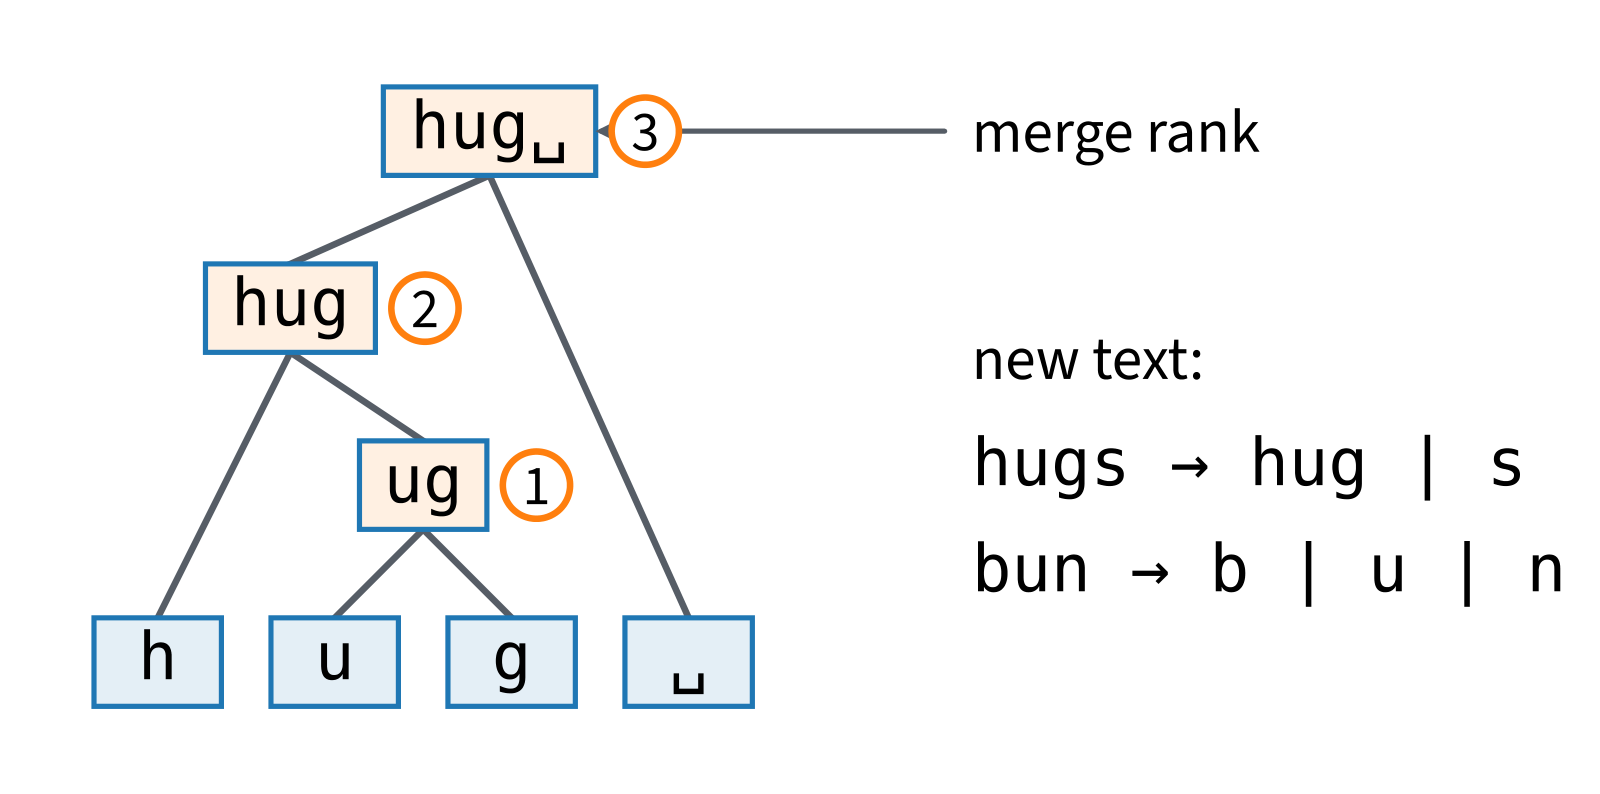 hug␣
3
merge rank
hug
2
new text:
ug
1
hugs → hug | s
bun → b | u | n
h
u
g
␣